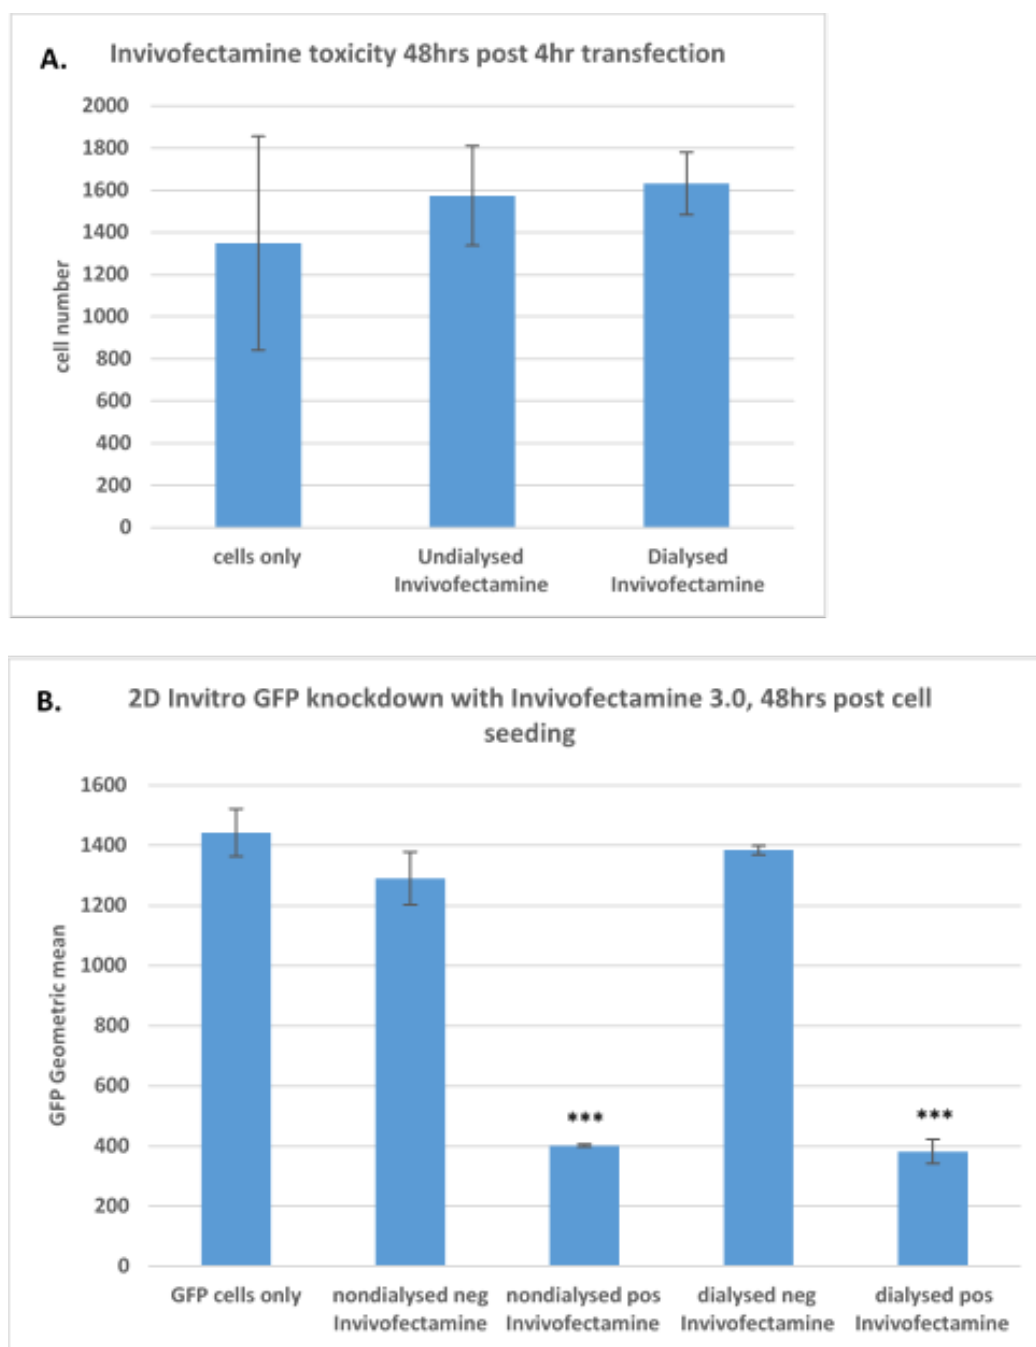 A.
Invivofectamine toxicity 48hrs post 4hr transfection
2000
1800
1600
1400
1200
1000
800
600
400
200
0
cell number
cells only
Undialysed
Invivofectamine
Dialysed
Invivofectamine
B.
2D Invitro GFP knockdown with Invivofectamine 3.0, 48hrs post cell
seeding
1600
1400
1200
1000
800
600
400
200
0
GFP Geometric mean
***
***
GFP cells only
nondialysed neg
Invivofectamine
nondialysed pos
Invivofectamine
dialysed neg
Invivofectamine
dialysed pos
Invivofectamine